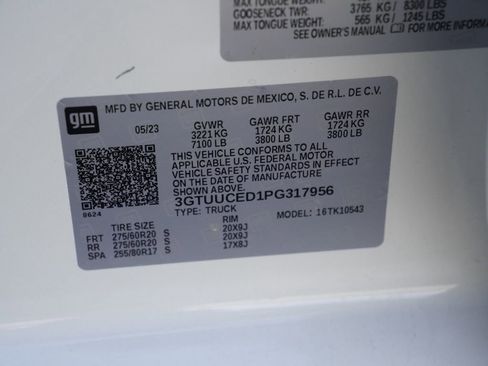 MAX TONGUE WEIGHT:
3765 KG / 8300 LBS
GOOSENECK TWR:
565 KG / 1245 LBS
MAX TONGUE WEIGHT:
SEE OWNER'S MANUAL FOR MORE INFORM
gm
MFD BY GENERAL MOTORS DE MEXICO, S. DE R.L. DE C.V.
05/23 GVWR GAWR FRT GAWR RR
3221 KG 1724 KG 1724 KG
7100 LB 3800 LB 3800 LB
THIS VEHICLE CONFORMS TO ALL
APPLICABLE U.S. FEDERAL MOTOR
VEHICLE SAFETY STANDARDS IN EFFECT
ON THE DATE OF MANUFACTURE
SHOWN ABOVE.
3GTUUCED1PG317956
8624 TYPE: TRUCK MODEL: 16TK10543
TIRE SIZE RIM
FRT 275/60R20 S 20X9J
RR 275/60R20 S 20X9J
SPA 255/80R17 S 17X8J